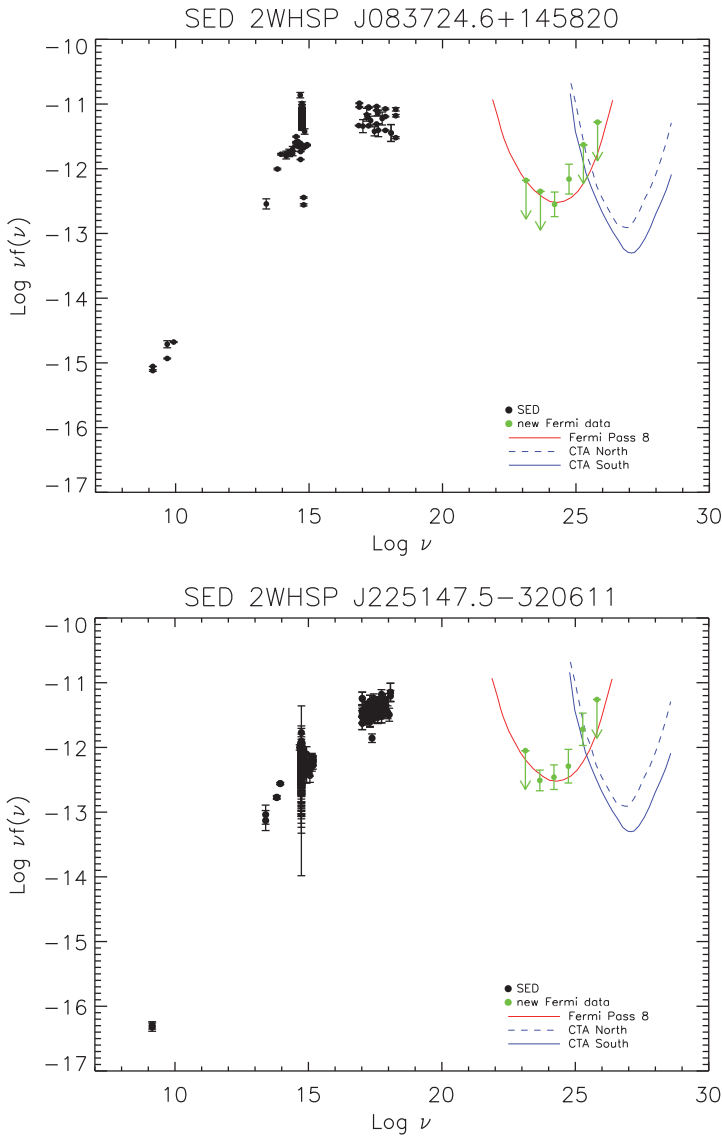 SED 2WHSP J083724.6+145820
−10
−11
−12
−13
−14
−15
−16
−17
Log νf(ν)
SED
new Fermi data
Fermi Pass 8
CTA North
CTA South
10 15 20 25 30
Log ν
SED 2WHSP J225147.5−320611
−10
−11
−12
−13
−14
−15
−16
−17
Log νf(ν)
SED
new Fermi data
Fermi Pass 8
CTA North
CTA South
10 15 20 25 30
Log ν